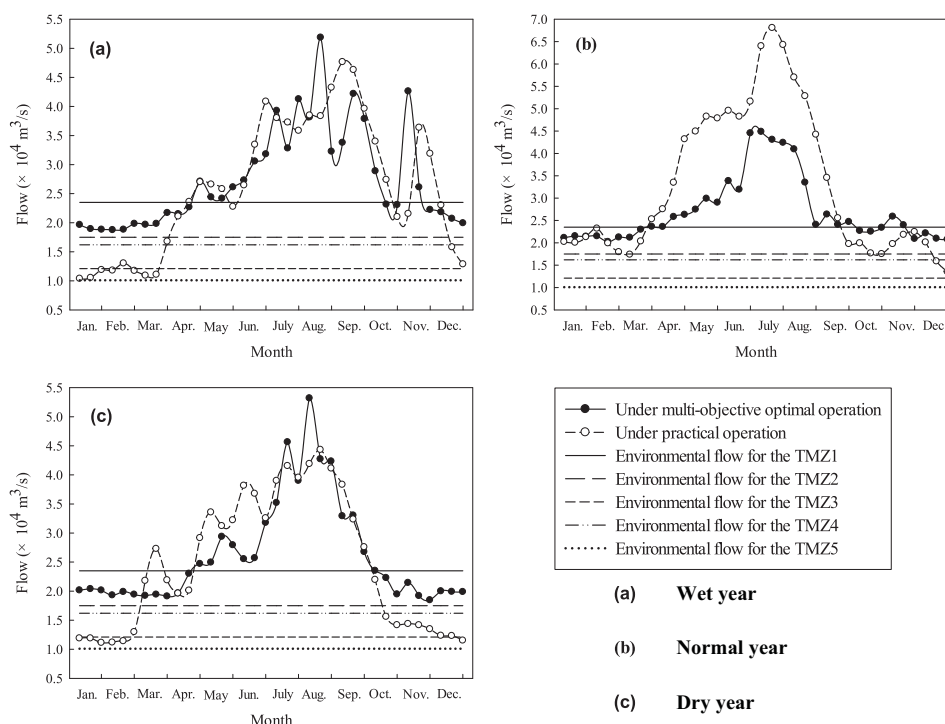 (a)
Flow (× 10⁴ m³/s)
5.5
5.0
4.5
4.0
3.5
3.0
2.5
2.0
1.5
1.0
0.5
Jan. Feb. Mar. Apr. May Jun. July Aug. Sep. Oct. Nov. Dec.
Month
(b)
Flow (× 10⁴ m³/s)
7.0
6.5
6.0
5.5
5.0
4.5
4.0
3.5
3.0
2.5
2.0
1.5
1.0
0.5
Jan. Feb. Mar. Apr. May Jun. July Aug. Sep. Oct. Nov. Dec.
Month
(c)
Flow (× 10⁴ m³/s)
5.5
5.0
4.5
4.0
3.5
3.0
2.5
2.0
1.5
1.0
0.5
Jan. Feb. Mar. Apr. May Jun. July Aug. Sep. Oct. Nov. Dec.
Month
Under multi-objective optimal operation
Under practical operation
Environmental flow for the TMZ1
Environmental flow for the TMZ2
Environmental flow for the TMZ3
Environmental flow for the TMZ4
Environmental flow for the TMZ5
(a) Wet year
(b) Normal year
(c) Dry year